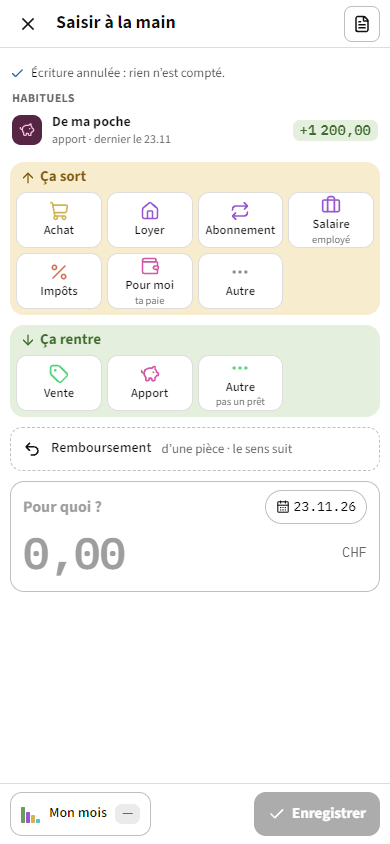 Saisir à la main
Écriture annulée : rien n’est compté.
HABITUELS
De ma poche
apport · dernier le 23.11
+1 200,00
Ça sort
Achat
Loyer
Abonnement
Salaire
employé
Impôts
Pour moi
ta paie
Autre
Ça rentre
Vente
Apport
Autre
pas un prêt
Remboursement d’une pièce · le sens suit
Pour quoi ?
23.11.26
0,00
CHF
Mon mois —
Enregistrer